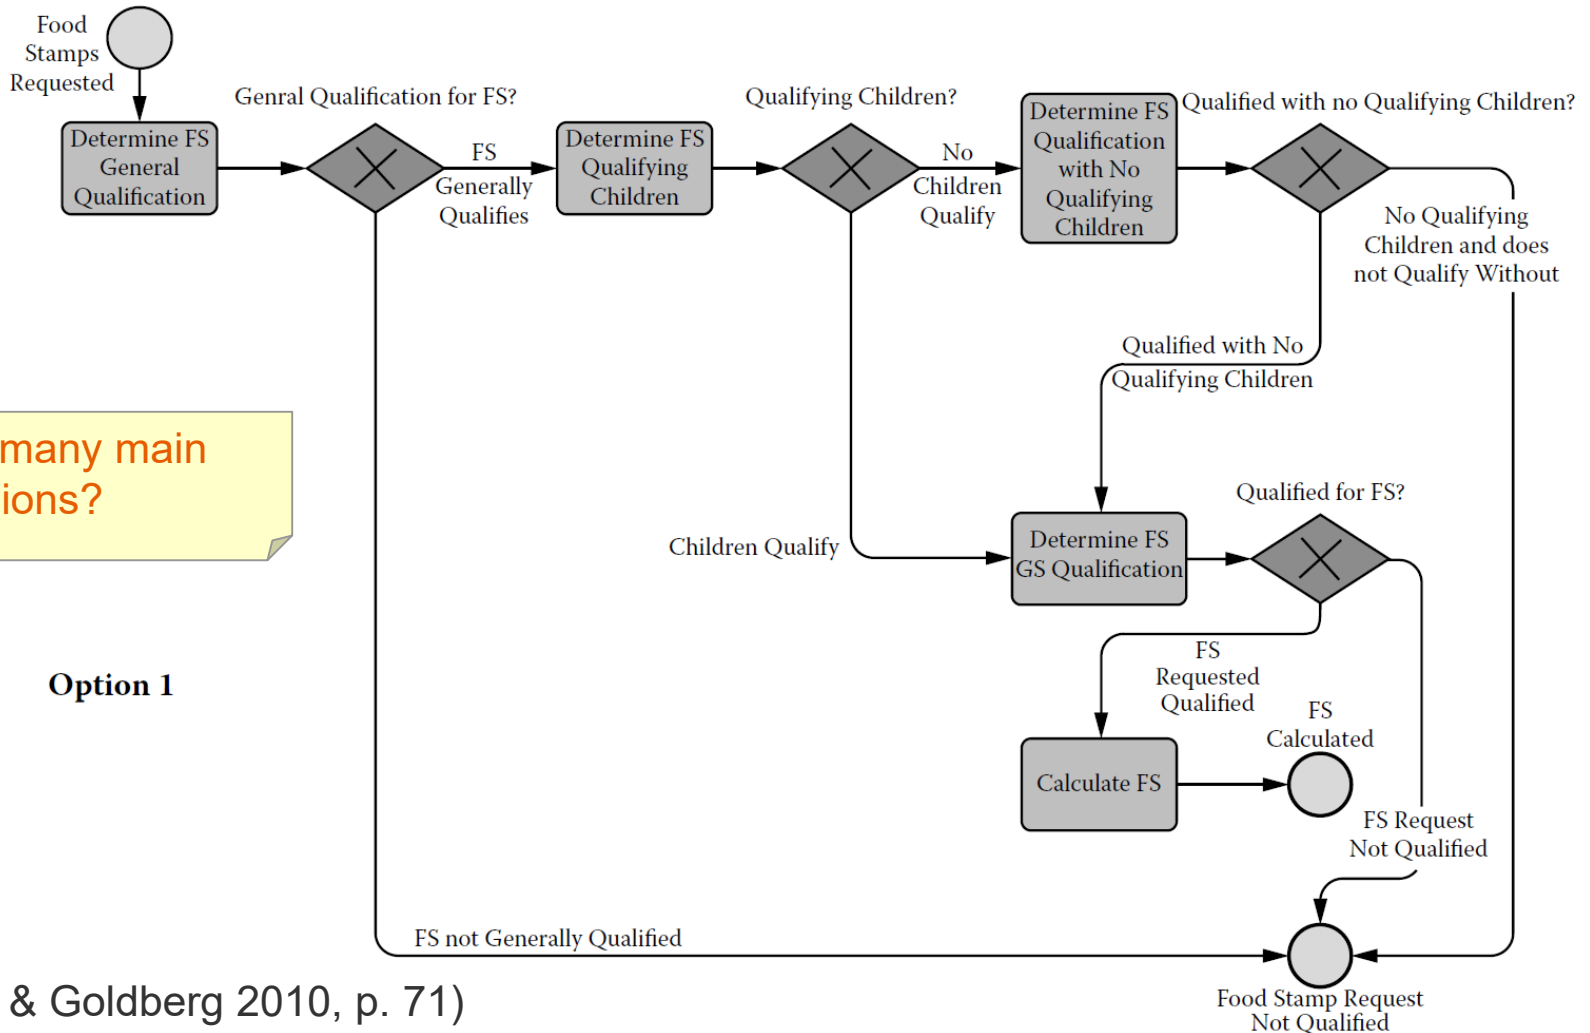 Food
Stamps
Requested
Determine FS
General
Qualification
Genral Qualification for FS?
FS
Generally
Qualifies
Determine FS
Qualifying
Children
Qualifying Children?
No
Children
Qualify
Determine FS
Qualification
with No
Qualifying
Children
Qualified with no Qualifying Children?
No Qualifying
Children and does
not Qualify Without
Qualified with No
Qualifying Children
many main
ions?
Children Qualify
Determine FS
GS Qualification
Qualified for FS?
Option 1
FS
Requested
Qualified
Calculate FS
FS
Calculated
FS Request
Not Qualified
FS not Generally Qualified
Food Stamp Request
Not Qualified
& Goldberg 2010, p. 71)